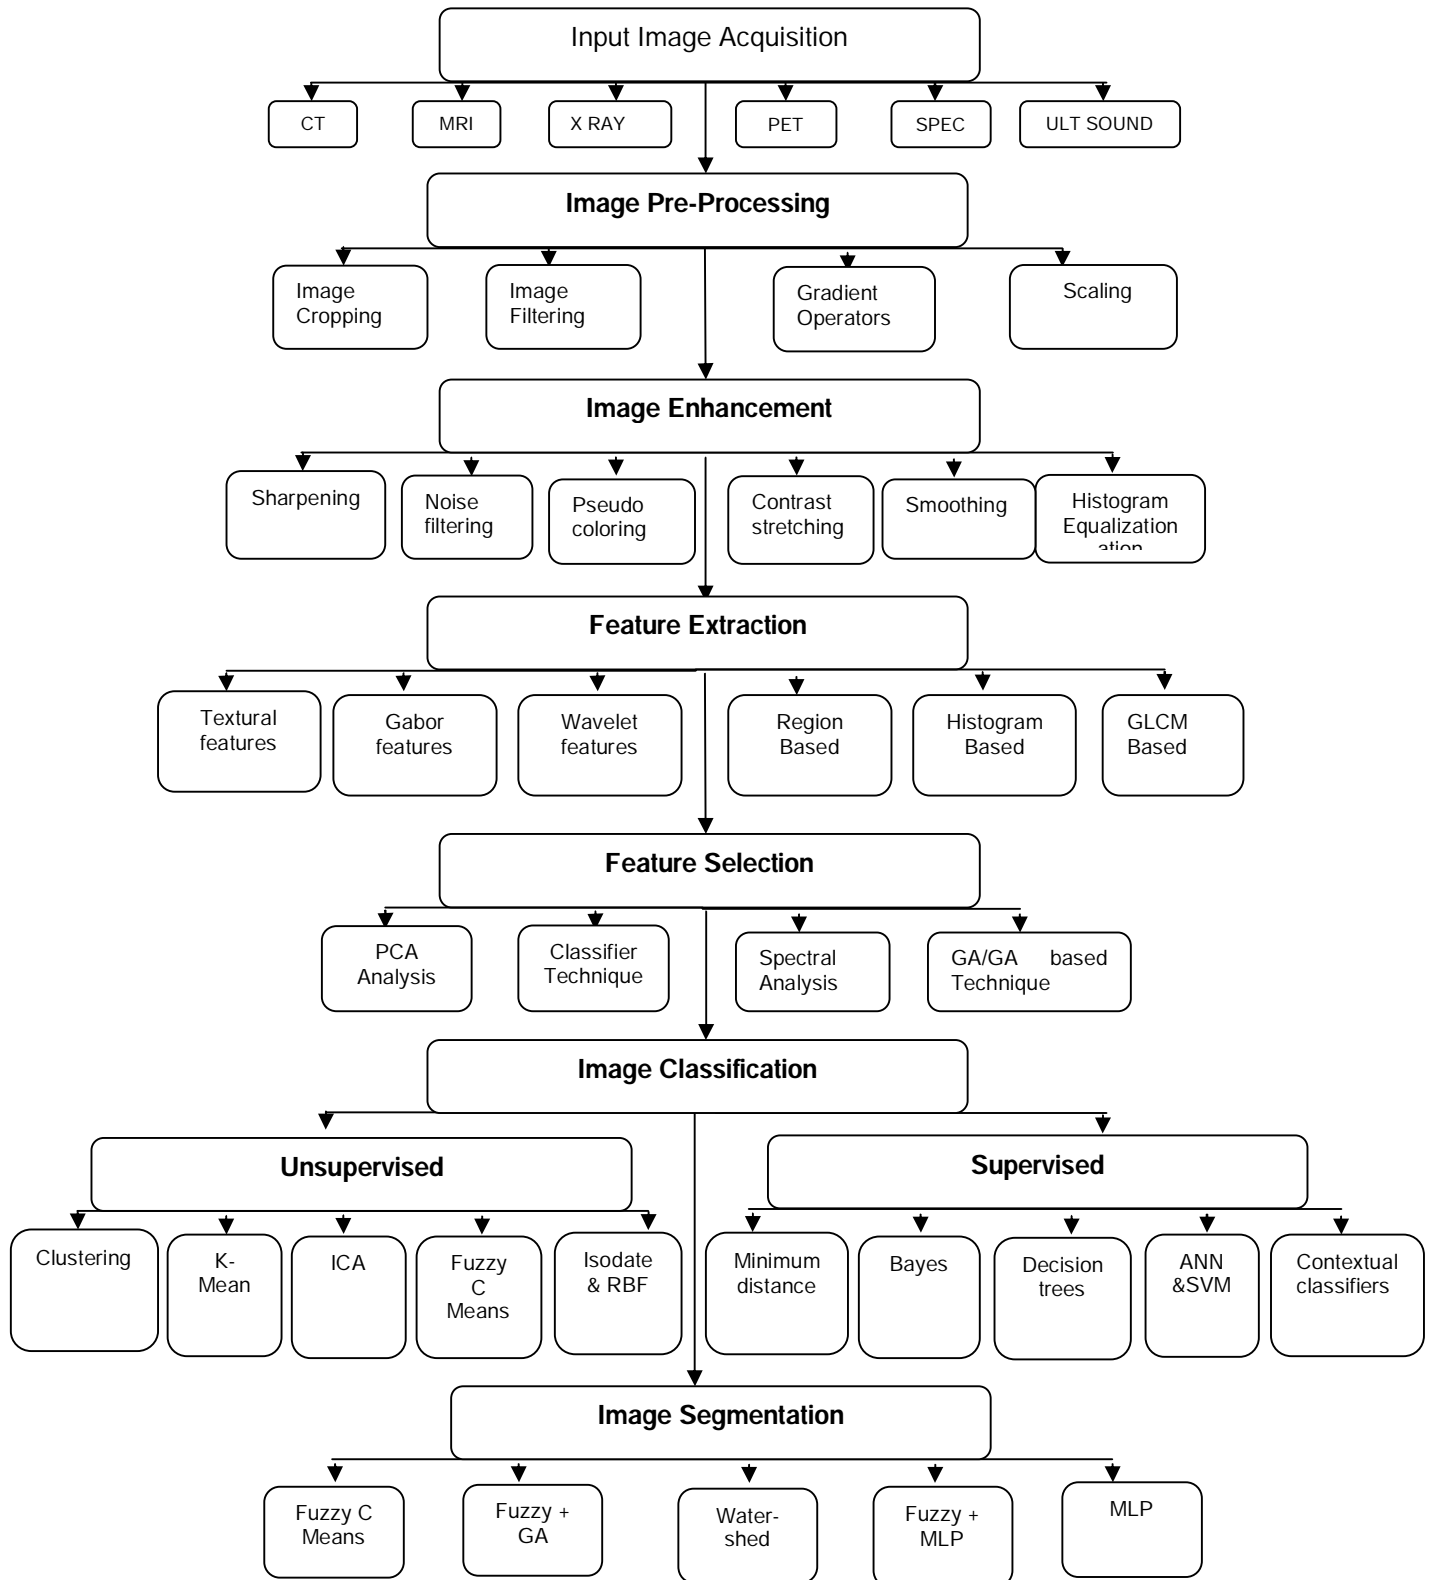 Input Image Acquisition
CT
MRI
X RAY
PET
SPEC
ULT SOUND
Image Pre-Processing
Image
Cropping
Image
Filtering
Gradient
Operators
Scaling
Image Enhancement
Sharpening
Noise
filtering
Pseudo
coloring
Contrast
stretching
Smoothing
Histogram
Equalization
ation
Feature Extraction
Textural
features
Gabor
features
Wavelet
features
Region
Based
Histogram
Based
GLCM
Based
Feature Selection
PCA
Analysis
Classifier
Technique
Spectral
Analysis
GA/GA based
Technique
Image Classification
Unsupervised
Supervised
Clustering
K-
Mean
ICA
Fuzzy
C
Means
Isodate
& RBF
Minimum
distance
Bayes
Decision
trees
ANN
&SVM
Contextual
classifiers
Image Segmentation
Fuzzy C
Means
Fuzzy +
GA
Water-
shed
Fuzzy +
MLP
MLP